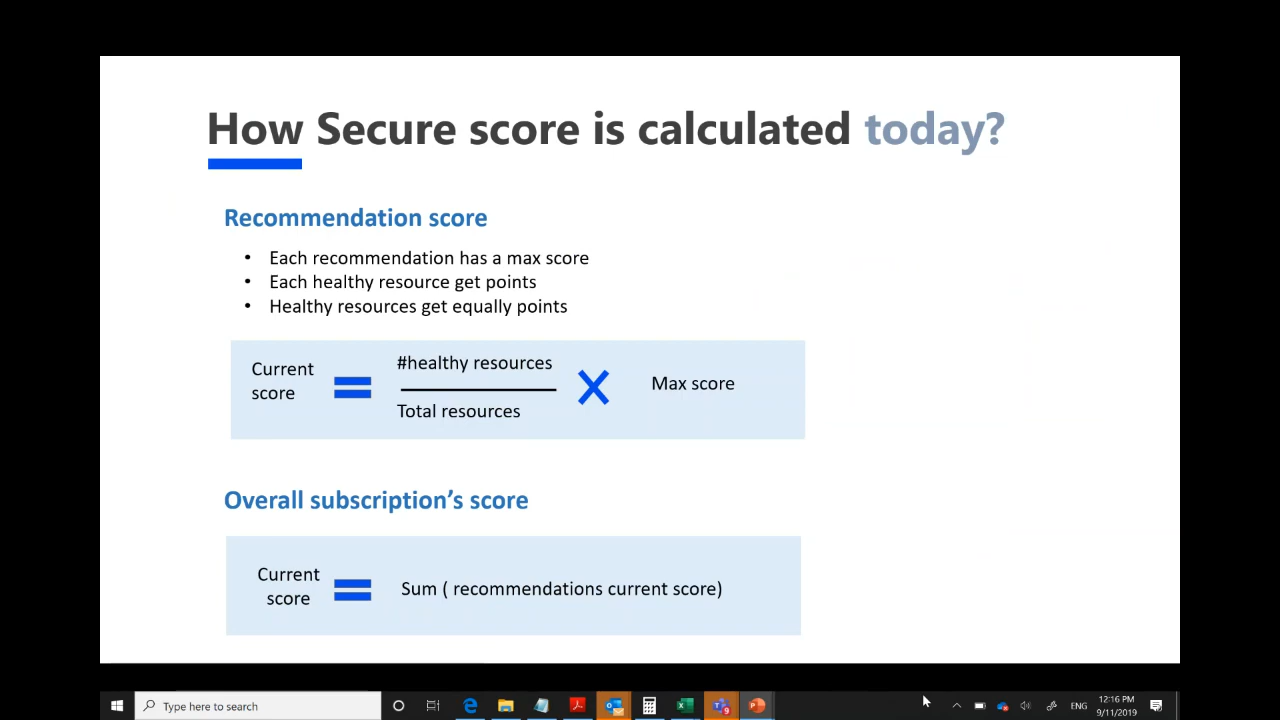 How Secure score is calculated today?
Recommendation score
• Each recommendation has a max score
• Each healthy resource get points
• Healthy resources get equally points
Current
score
#healthy resources
Total resources
Max score
Overall subscription's score
Current
score
Sum ( recommendations current score)
Type here to search
ENG
12:16 PM
9/11/2019